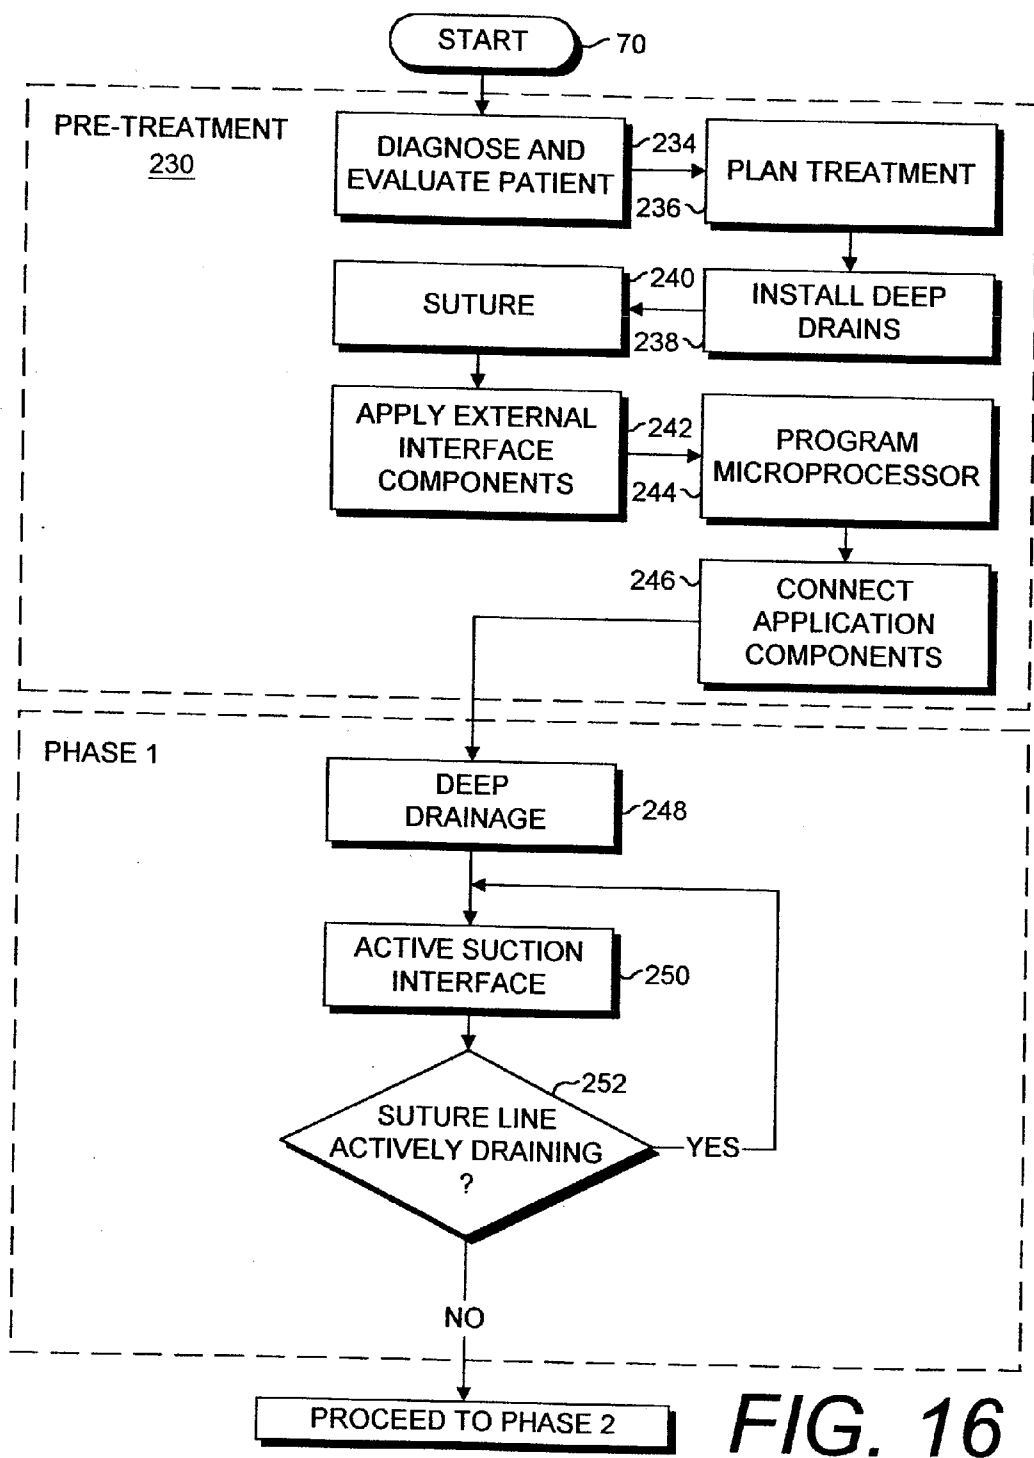 START
70
PRE-TREATMENT
230
DIAGNOSE AND
EVALUATE PATIENT
234
PLAN TREATMENT
236
INSTALL DEEP
DRAINS
238
SUTURE
240
APPLY EXTERNAL
INTERFACE
COMPONENTS
242
PROGRAM
MICROPROCESSOR
244
246
CONNECT
APPLICATION
COMPONENTS
PHASE 1
DEEP
DRAINAGE
248
ACTIVE SUCTION
INTERFACE
250
252
SUTURE LINE
ACTIVELY DRAINING
?
YES
NO
PROCEED TO PHASE 2
FIG. 16